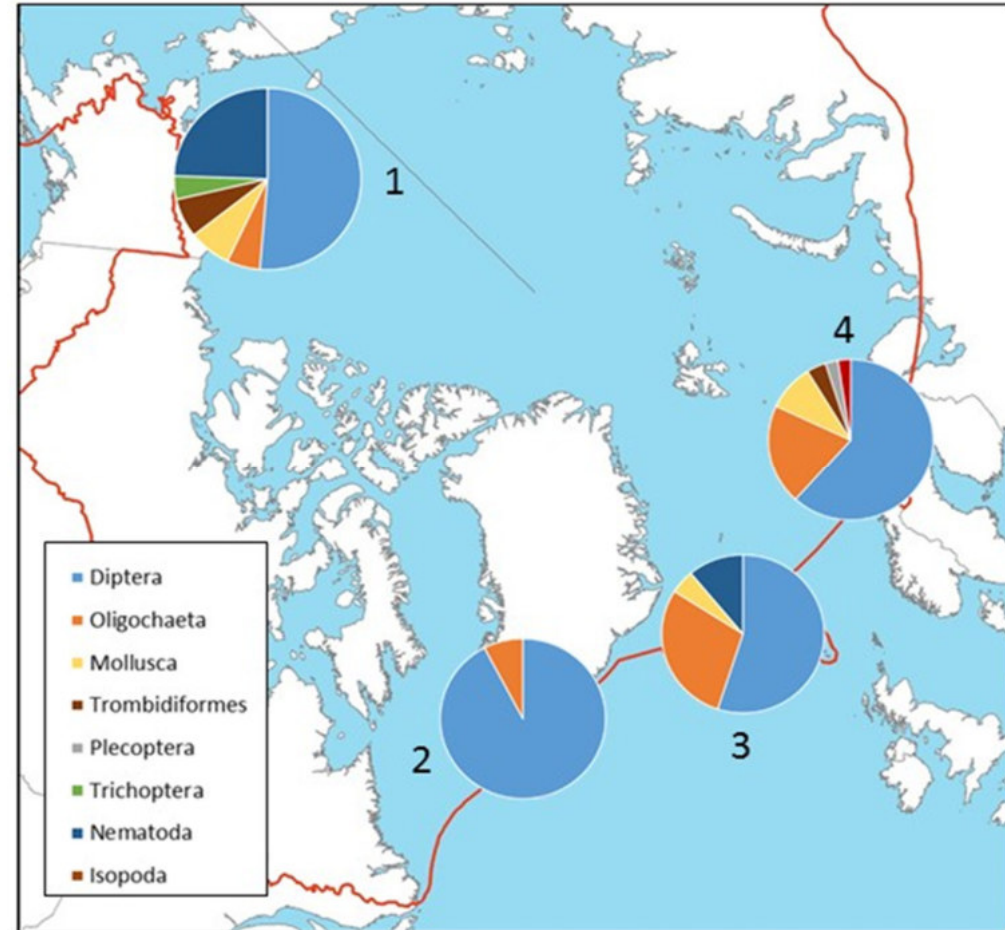 1
4
2
3
Diptera
Oligochaeta
Mollusca
Trombidiformes
Plecoptera
Trichoptera
Nematoda
Isopoda